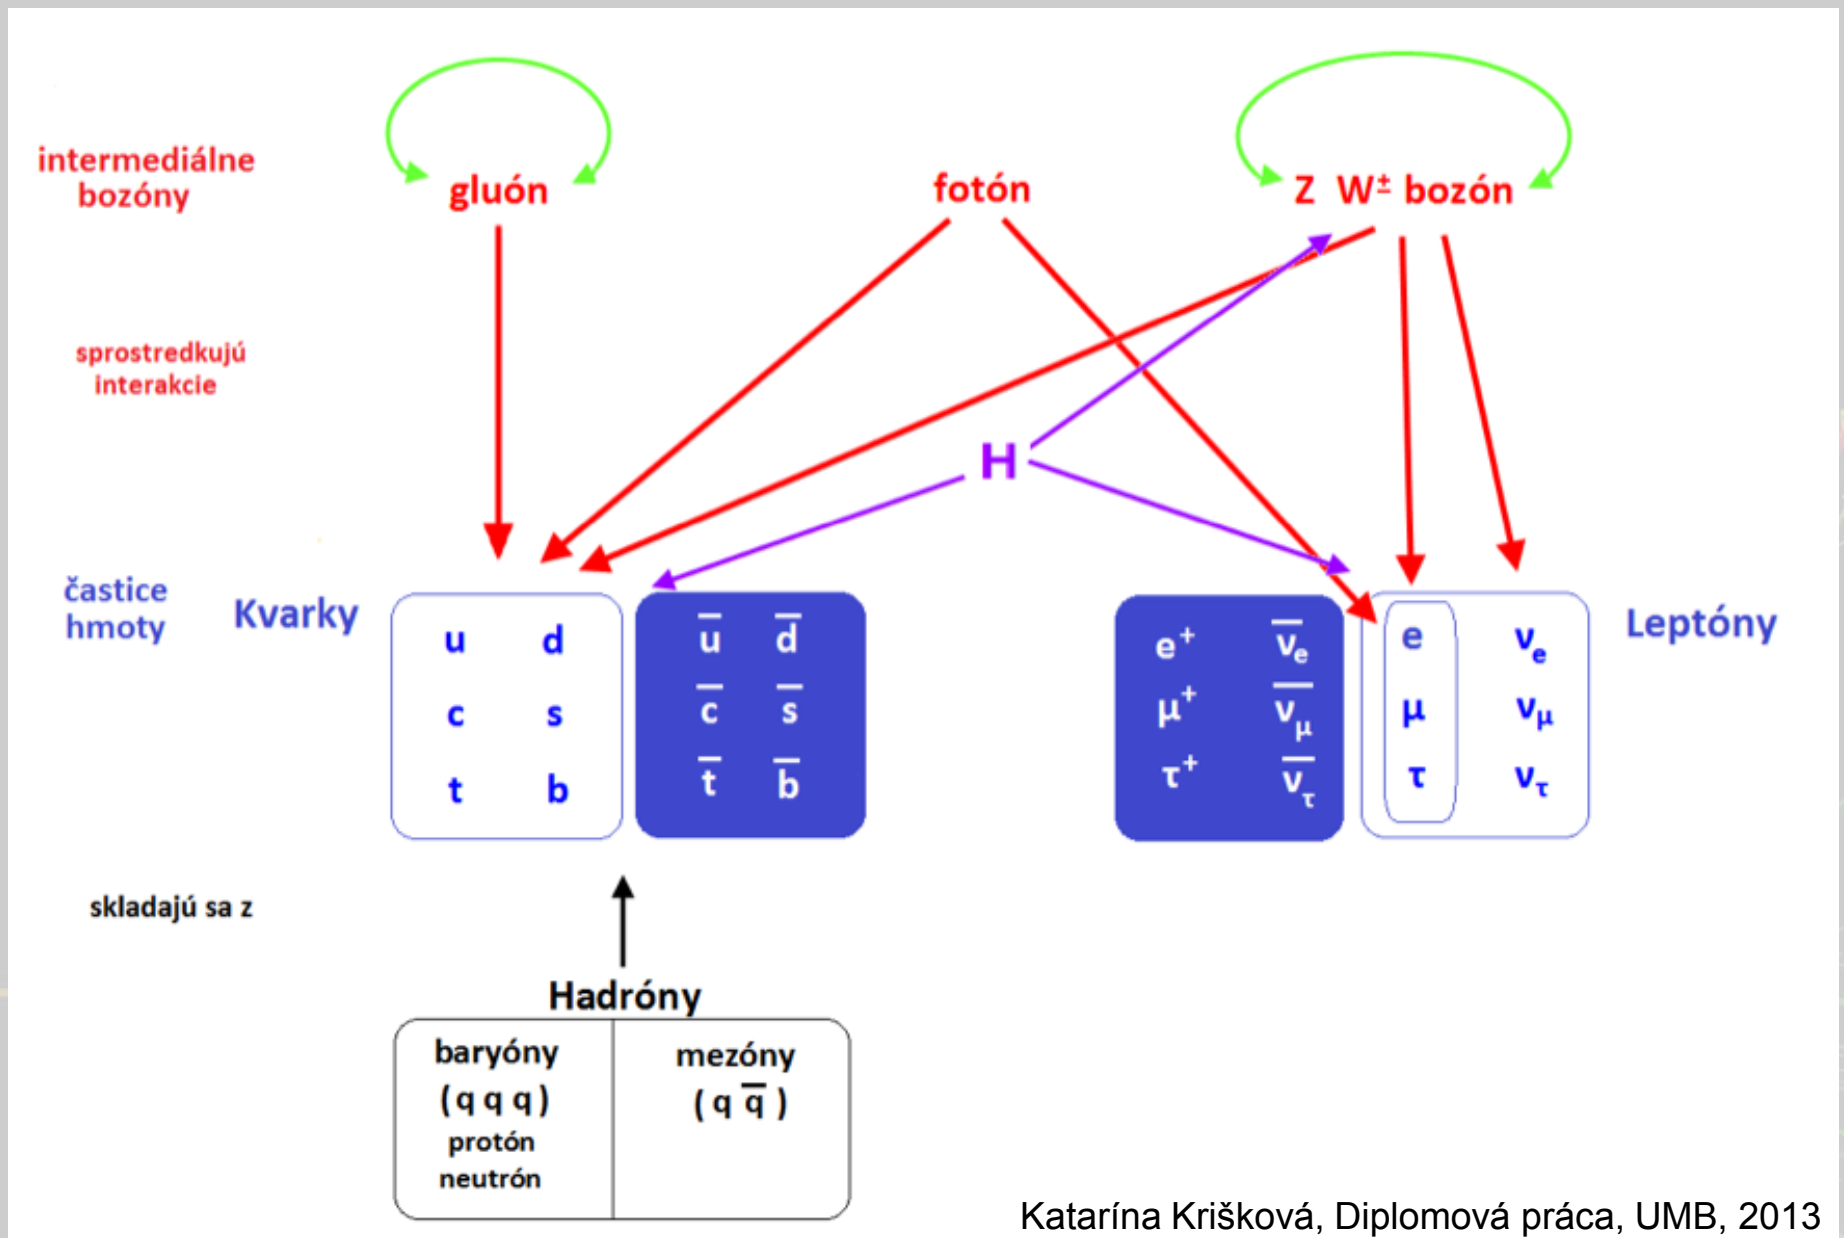 intermediálne
bozóny
gluón
fotón
Z W± bozón
sprostredkujú
interakcie
H
častice
hmoty
Kvarky
u d
c s
t b
u̅ d̅
c̅ s̅
t̅ b̅
e⁺ ν̅e
μ⁺ ν̅μ
τ⁺ ν̅τ
e νe
μ νμ
τ ντ
Leptóny
skladajú sa z
Hadróny
baryóny
(q q q)
protón
neutrón
mezóny
( q q̅ )
Katarína Krišková, Diplomová práca, UMB, 2013